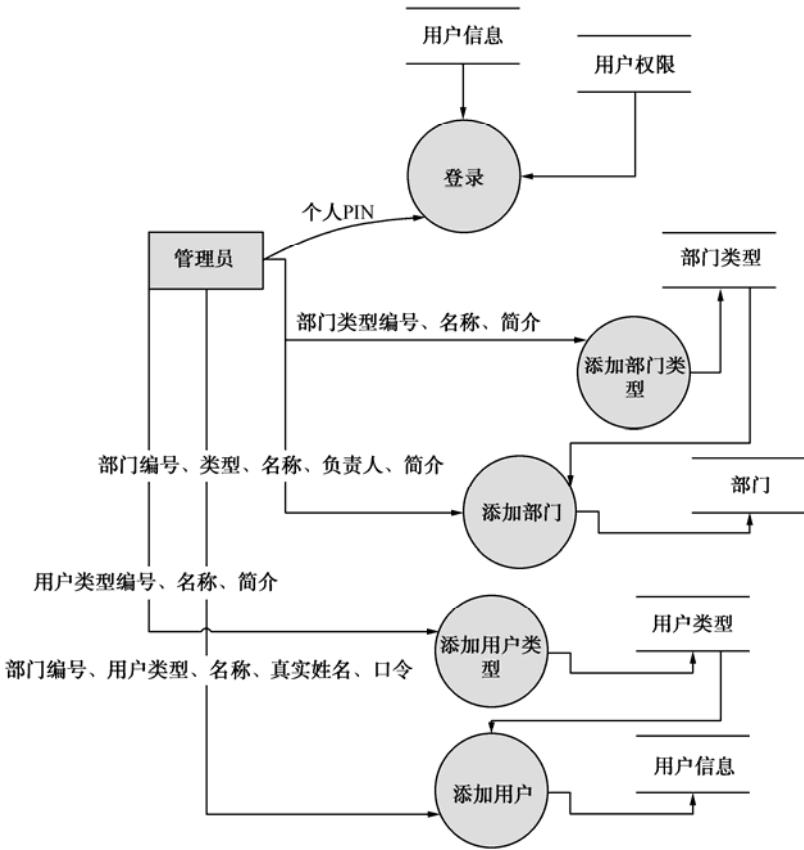 用户信息
用户权限
登录
个人PIN
管理员
部门类型
部门类型编号、名称、简介
添加部门类
型
部门编号、类型、名称、负责人、简介
添加部门
部门
用户类型编号、名称、简介
添加用户类
型
用户类型
部门编号、用户类型、名称、真实姓名、口令
添加用户
用户信息